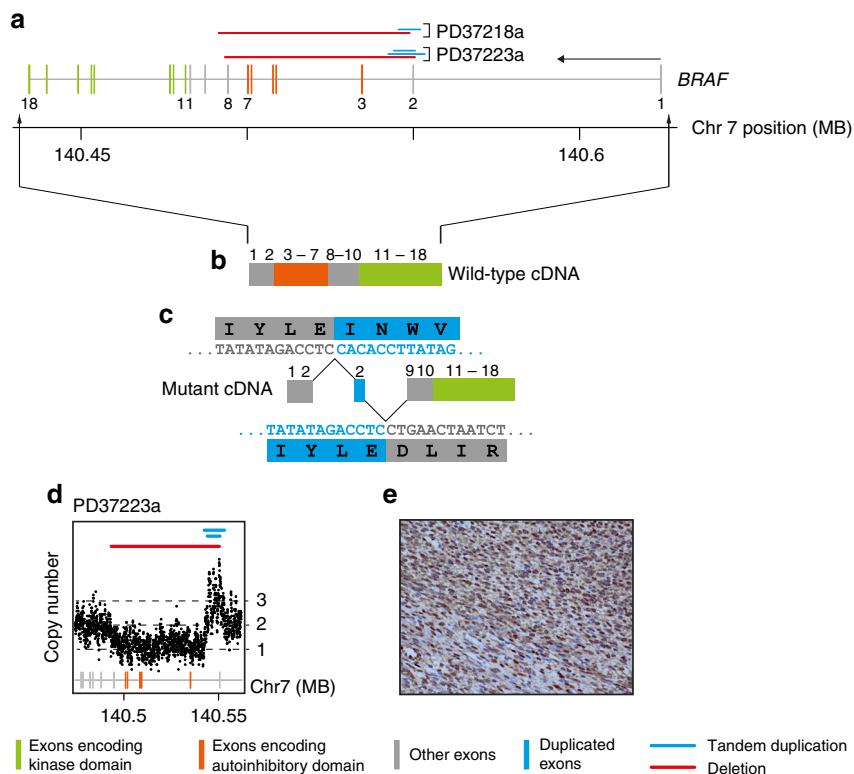 a
PD37218a
PD37223a
BRAF
18 11 8 7 3 2 1
Chr 7 position (MB)
140.45 140.6
b
1 2 3 – 7 8–10 11 – 18
Wild-type cDNA
c
I Y L E I N W V
...TATATAGACCTCCACACCTTATAG...
Mutant cDNA
1 2 2 9 10 11 – 18
...TATATAGACCTCCTGAACTAATCT...
I Y L E D L I R
d
PD37223a
Copy number
3
2
1
Chr7 (MB)
140.5 140.55
e
Exons encoding kinase domain
Exons encoding autoinhibitory domain
Other exons
Duplicated exons
Tandem duplication
Deletion